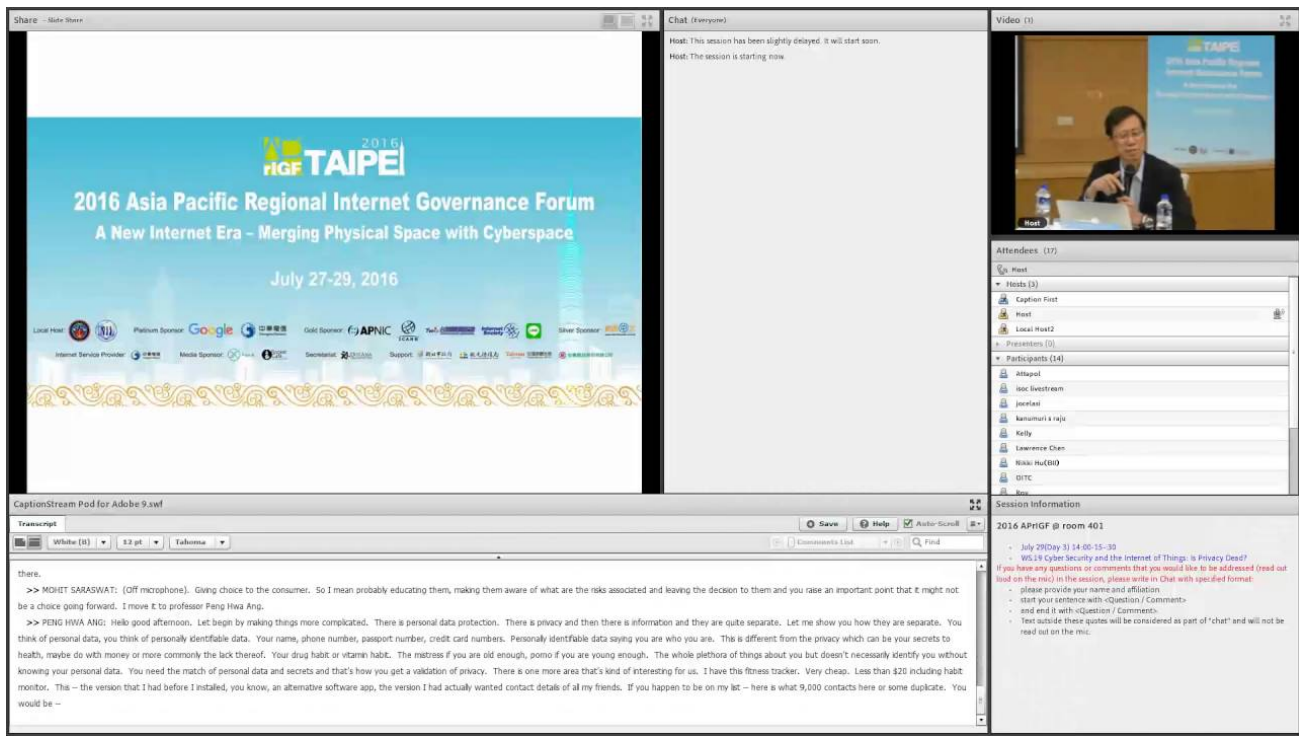 Share - Slide Share
2016
rIGF TAIPEI
2016 Asia Pacific Regional Internet Governance Forum
A New Internet Era – Merging Physical Space with Cyberspace
July 27-29, 2016
Local Host: Platinum Sponsor: Google 中華電信 Gold Sponsor: APNIC ICANN Silver Sponsor:
Internet Service Provider: Media Sponsor: Secretariat: Support:
Chat (Everyone)
Host: This session has been slightly delayed. It will start soon.
Host: The session is starting now.
Video (1)
TAIPEI
2016 Asia Pacific Regional
Internet Governance Forum
Host
Attendees (17)
Host
Hosts (3)
Caption First
Host
Local Host2
Presenters (0)
Participants (14)
Attapol
isoc livestream
jocelasi
kanumuri s raju
Kelly
Lawrence Chen
Nikki Hu(BII)
OITC
CaptionStream Pod for Adobe 9.swf
Transcript
Save Help Auto-Scroll
White (II) 12 pt Tahoma Comments List Find
there.
>> MOHIT SARASWAT: (Off microphone). Giving choice to the consumer. So I mean probably educating them, making them aware of what are the risks associated and leaving the decision to them and you raise an important point that it might not
be a choice going forward. I move it to professor Peng Hwa Ang.
>> PENG HWA ANG: Hello good afternoon. Let begin by making things more complicated. There is personal data protection. There is privacy and then there is information and they are quite separate. Let me show you how they are separate. You
think of personal data, you think of personally identifiable data. Your name, phone number, passport number, credit card numbers. Personally identifiable data saying you are who you are. This is different from the privacy which can be your secrets to
health, maybe do with money or more commonly the lack thereof. Your drug habit or vitamin habit. The mistress if you are old enough, porno if you are young enough. The whole plethora of things about you but doesn't necessarily identify you without
knowing your personal data. You need the match of personal data and secrets and that's how you get a validation of privacy. There is one more area that's kind of interesting for us. I have this fitness tracker. Very cheap. Less than $20 including habit
monitor. This -- the version that I had before I installed, you know, an alternative software app, the version I had actually wanted contact details of all my friends. If you happen to be on my list -- here is what 9,000 contacts here or some duplicate. You
would be --
Session Information
2016 APrIGF @ room 401
- July 29(Day 3) 14:00-15:-30
- WS.19 Cyber Security and the Internet of Things: Is Privacy Dead?
If you have any questions or comments that you would like to be addressed (read out
loud on the mic) in the session, please write in Chat with specified format:
- please provide your name and affiliation
- start your sentence with <Question / Comment>
- and end it with <Question / Comment>
- Text outside these quotes will be considered as part of "chat" and will not be
read out on the mic.